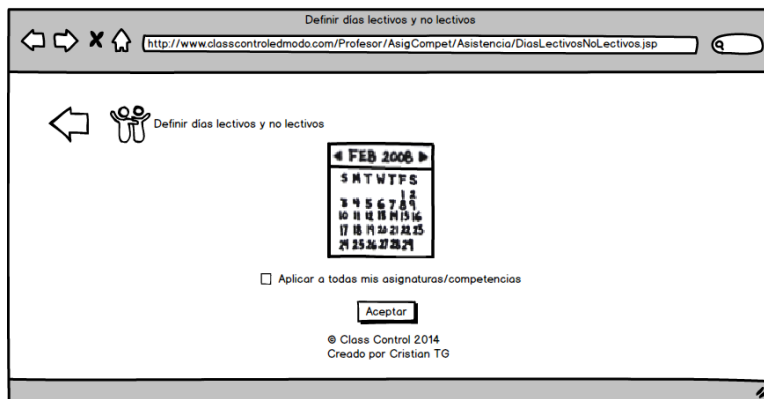 Definir días lectivos y no lectivos
http://www.classcontroledmodo.com/Profesor/AsigCompet/Asistencia/DiasLectivosNoLectivos.jsp
Definir días lectivos y no lectivos
FEB 2008
S M T W T F S
1 2
3 4 5 6 7 8 9
10 11 12 13 14 15 16
17 18 19 20 21 22 23
24 25 26 27 28 29
Aplicar a todas mis asignaturas/competencias
Aceptar
© Class Control 2014
Creado por Cristian TG